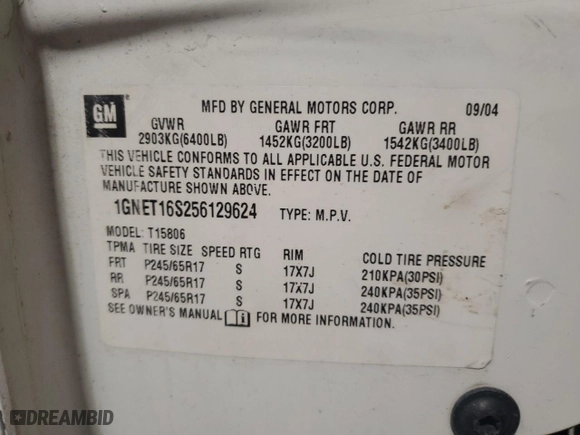 GM
MFD BY GENERAL MOTORS CORP. 09/04
GVWR GAWR FRT GAWR RR
2903KG(6400LB) 1452KG(3200LB) 1542KG(3400LB)
THIS VEHICLE CONFORMS TO ALL APPLICABLE U.S. FEDERAL MOTOR
VEHICLE SAFETY STANDARDS IN EFFECT ON THE DATE OF
MANUFACTURE SHOWN ABOVE.
1GNET16S256129624 TYPE: M.P.V.
MODEL: T15806
TPMA TIRE SIZE SPEED RTG RIM COLD TIRE PRESSURE
FRT P245/65R17 S 17X7J 210KPA(30PSI)
RR P245/65R17 S 17X7J 240KPA(35PSI)
SPA P245/65R17 S 17X7J 240KPA(35PSI)
SEE OWNER'S MANUAL i FOR MORE INFORMATION.
DREAMBID